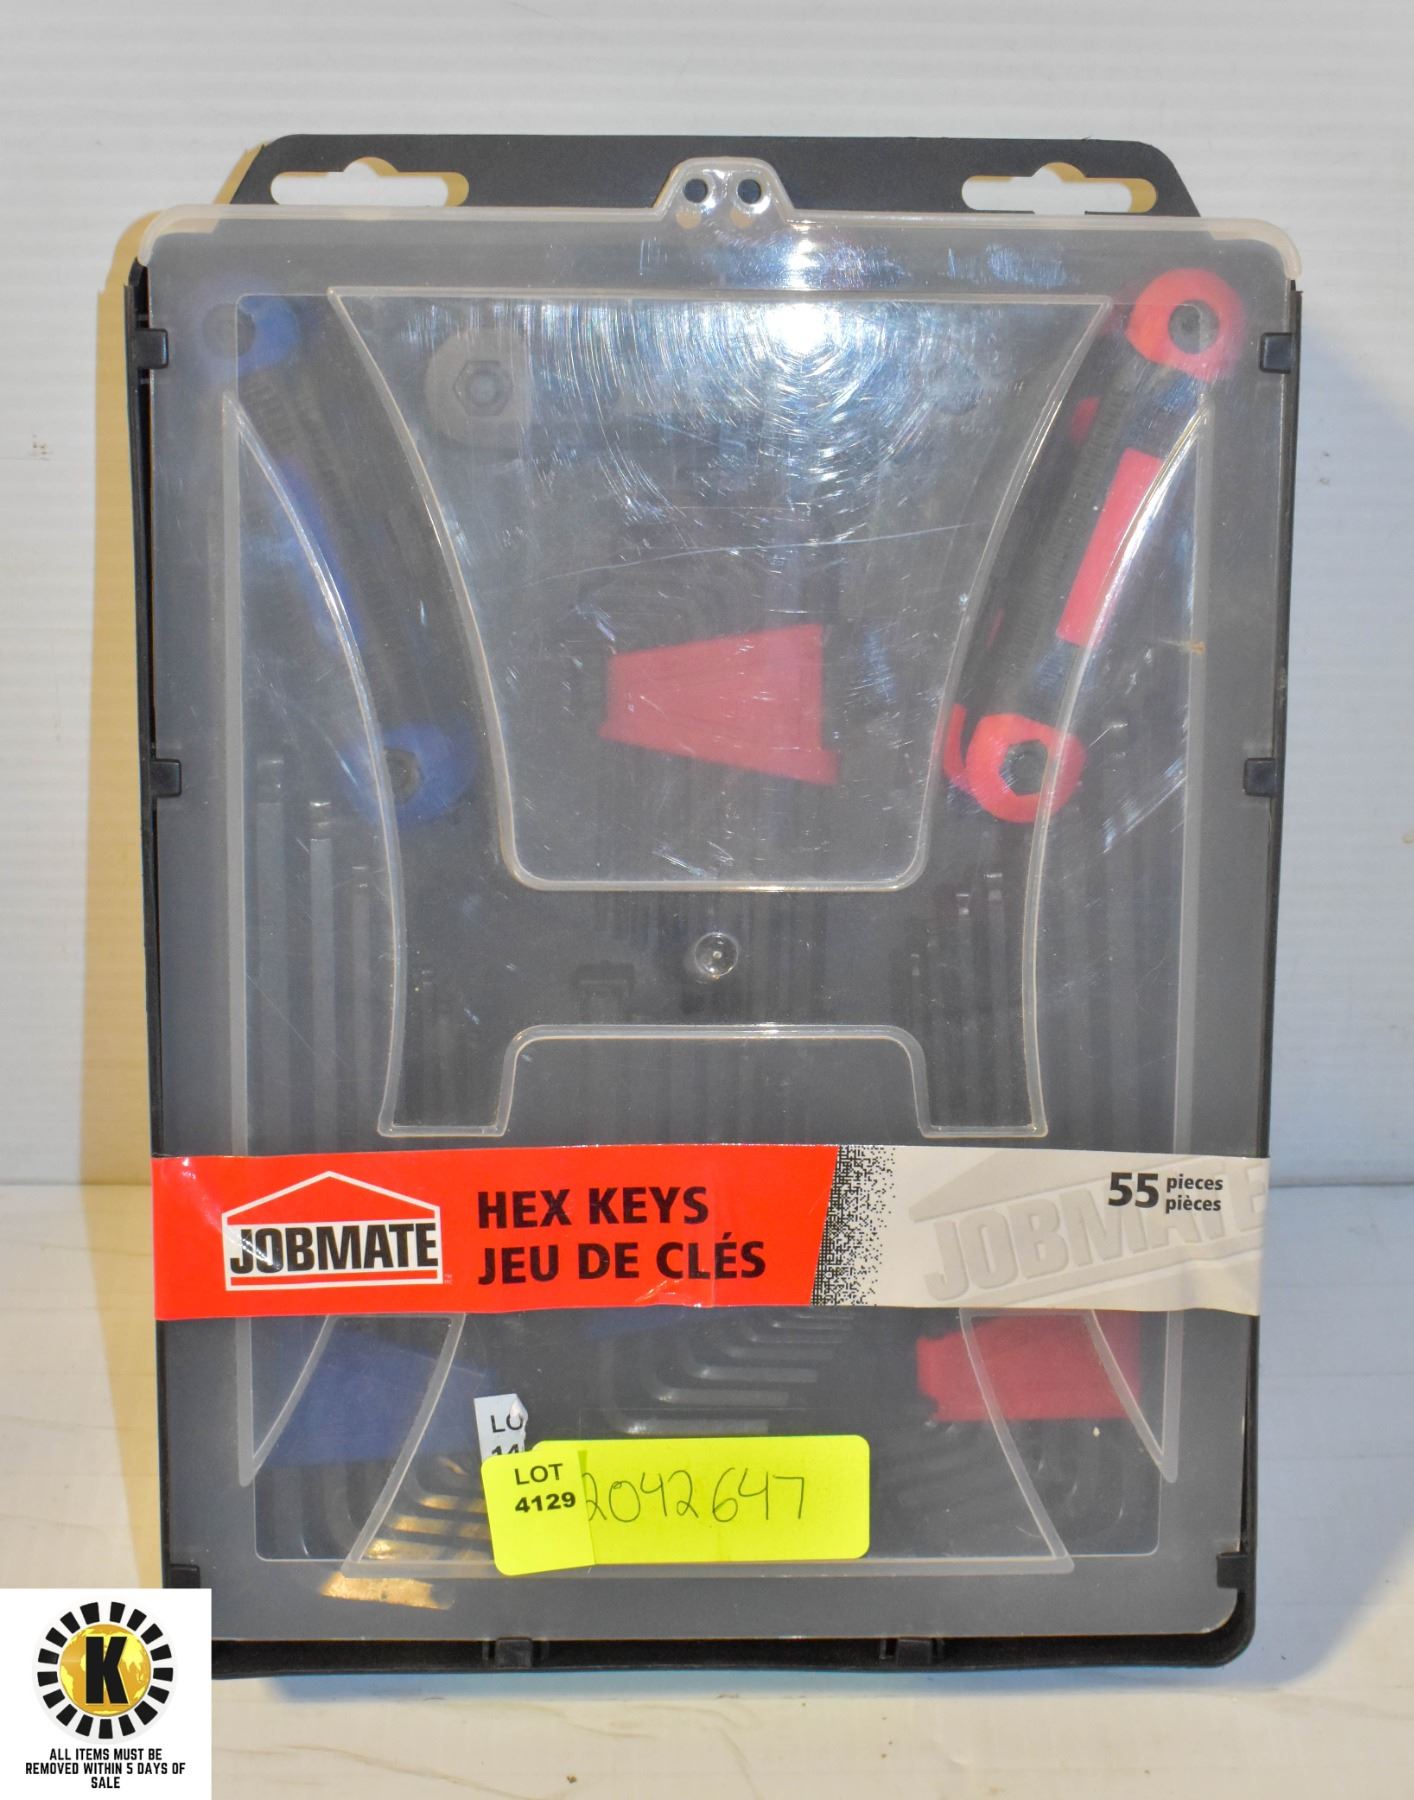 JOBMATE
HEX KEYS
JEU DE CLÉS
55 pieces
pièces
JOBMATE
LOT
4129
2042647
K
ALL ITEMS MUST BE
REMOVED WITHIN 5 DAYS OF
SALE